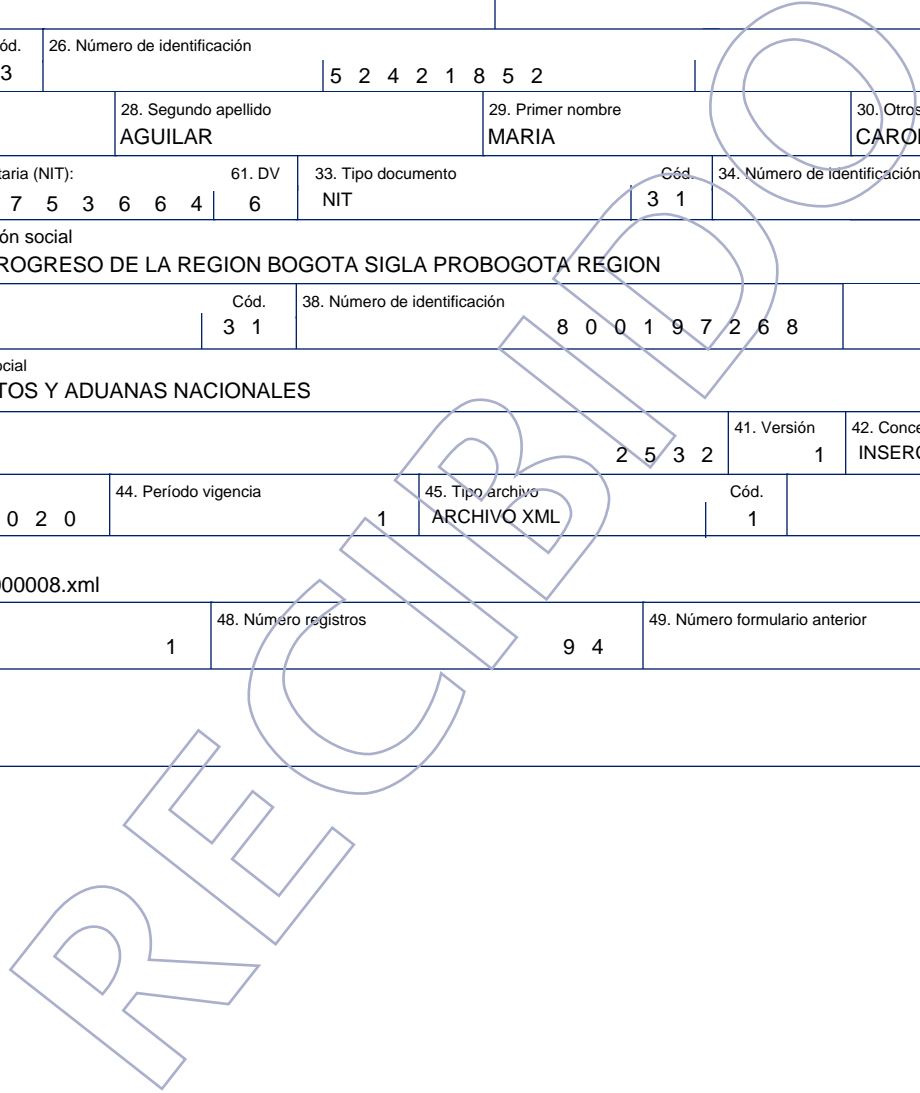 ód. 26. Número de identificación
3 5 2 4 2 1 8 5 2
28. Segundo apellido 29. Primer nombre 30. Otros
AGUILAR MARIA CAROL
taria (NIT): 61. DV 33. Tipo documento Cód. 34. Número de identificación
7 5 3 6 6 4 6 NIT 3 1
ón social
ROGRESO DE LA REGION BOGOTA SIGLA PROBOGOTA REGION
Cód. 38. Número de identificación
3 1 8 0 0 1 9 7 2 6 8
ocial
TOS Y ADUANAS NACIONALES
41. Versión 42. Conce
2 5 3 2 1 INSERC
44. Período vigencia 45. Tipo archivo Cód.
0 2 0 1 ARCHIVO XML 1
000008.xml
48. Número registros 49. Número formulario anterior
1 9 4
RECIBIDO